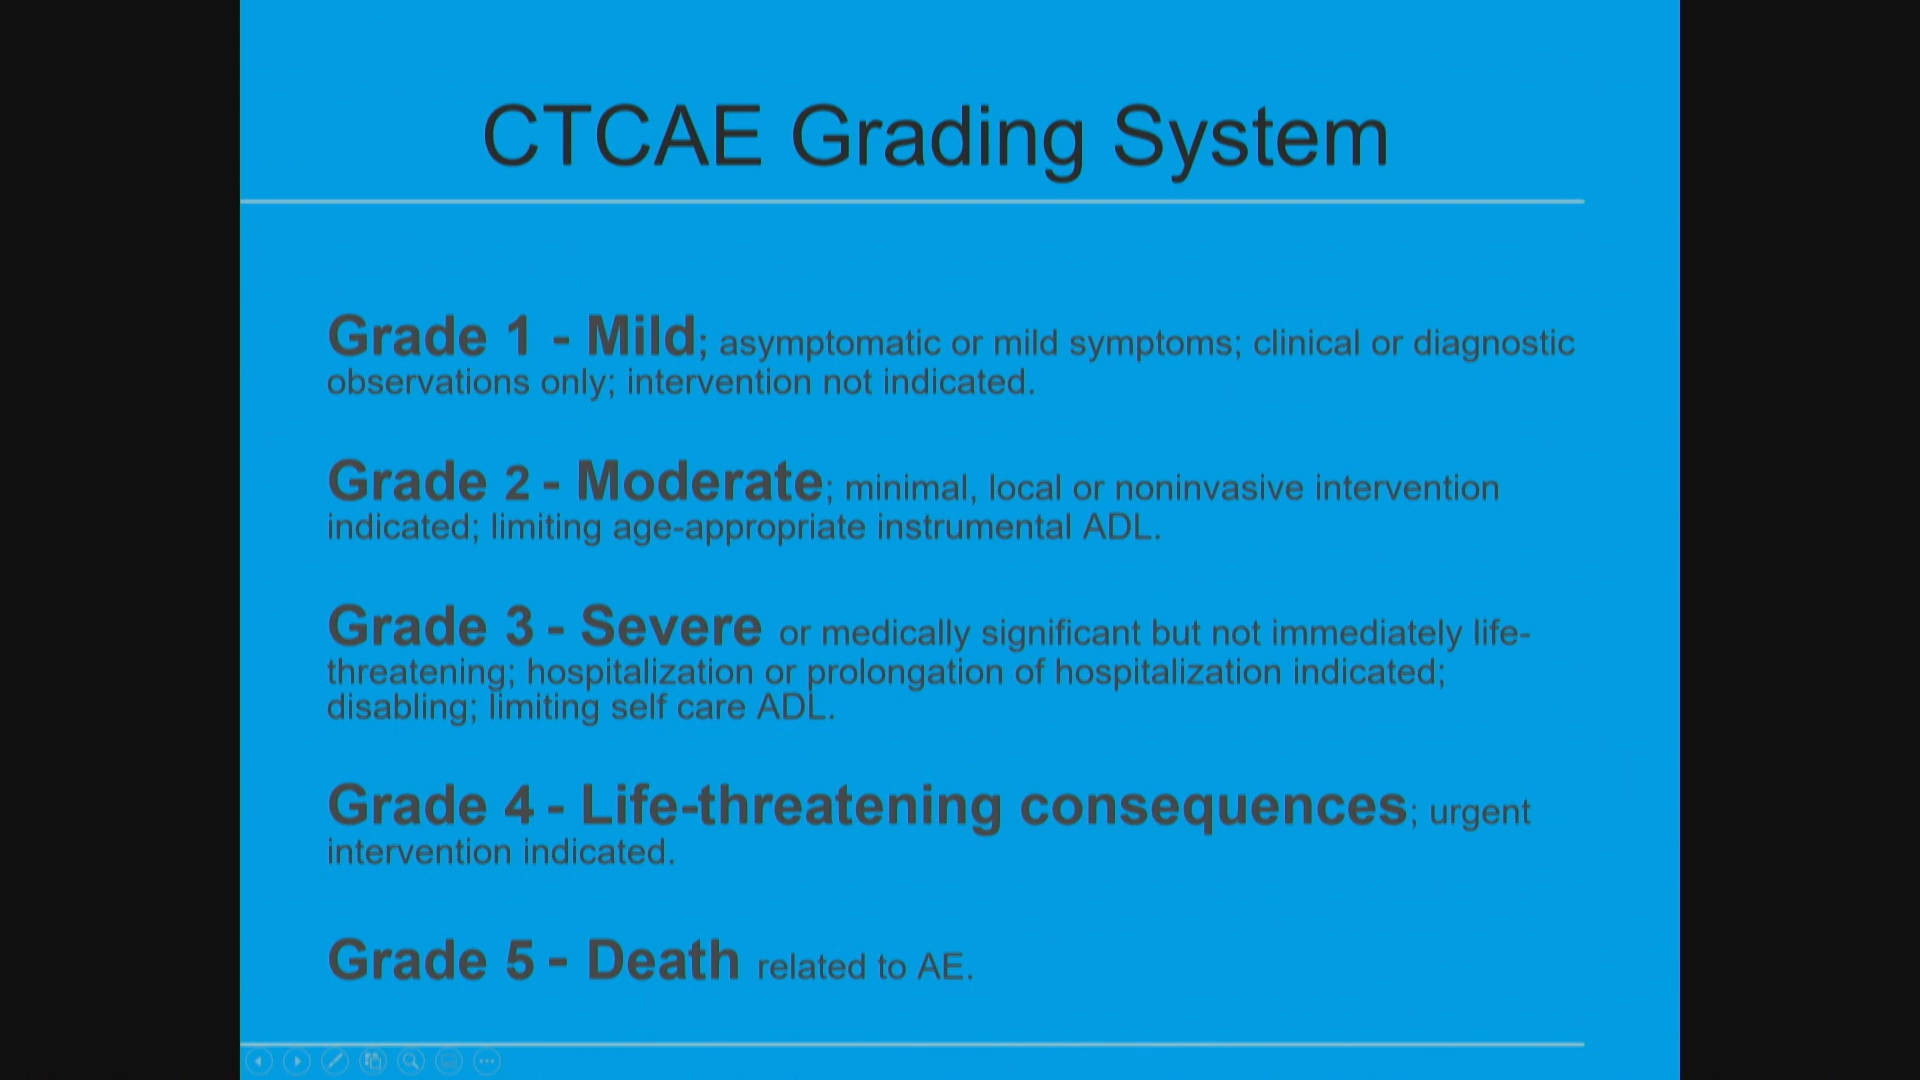 CTCAE Grading System
Grade 1 - Mild; asymptomatic or mild symptoms; clinical or diagnostic
observations only; intervention not indicated.
Grade 2 - Moderate; minimal, local or noninvasive intervention
indicated; limiting age-appropriate instrumental ADL.
Grade 3 - Severe or medically significant but not immediately life-
threatening; hospitalization or prolongation of hospitalization indicated;
disabling; limiting self care ADL.
Grade 4 - Life-threatening consequences; urgent
intervention indicated.
Grade 5 - Death related to AE.